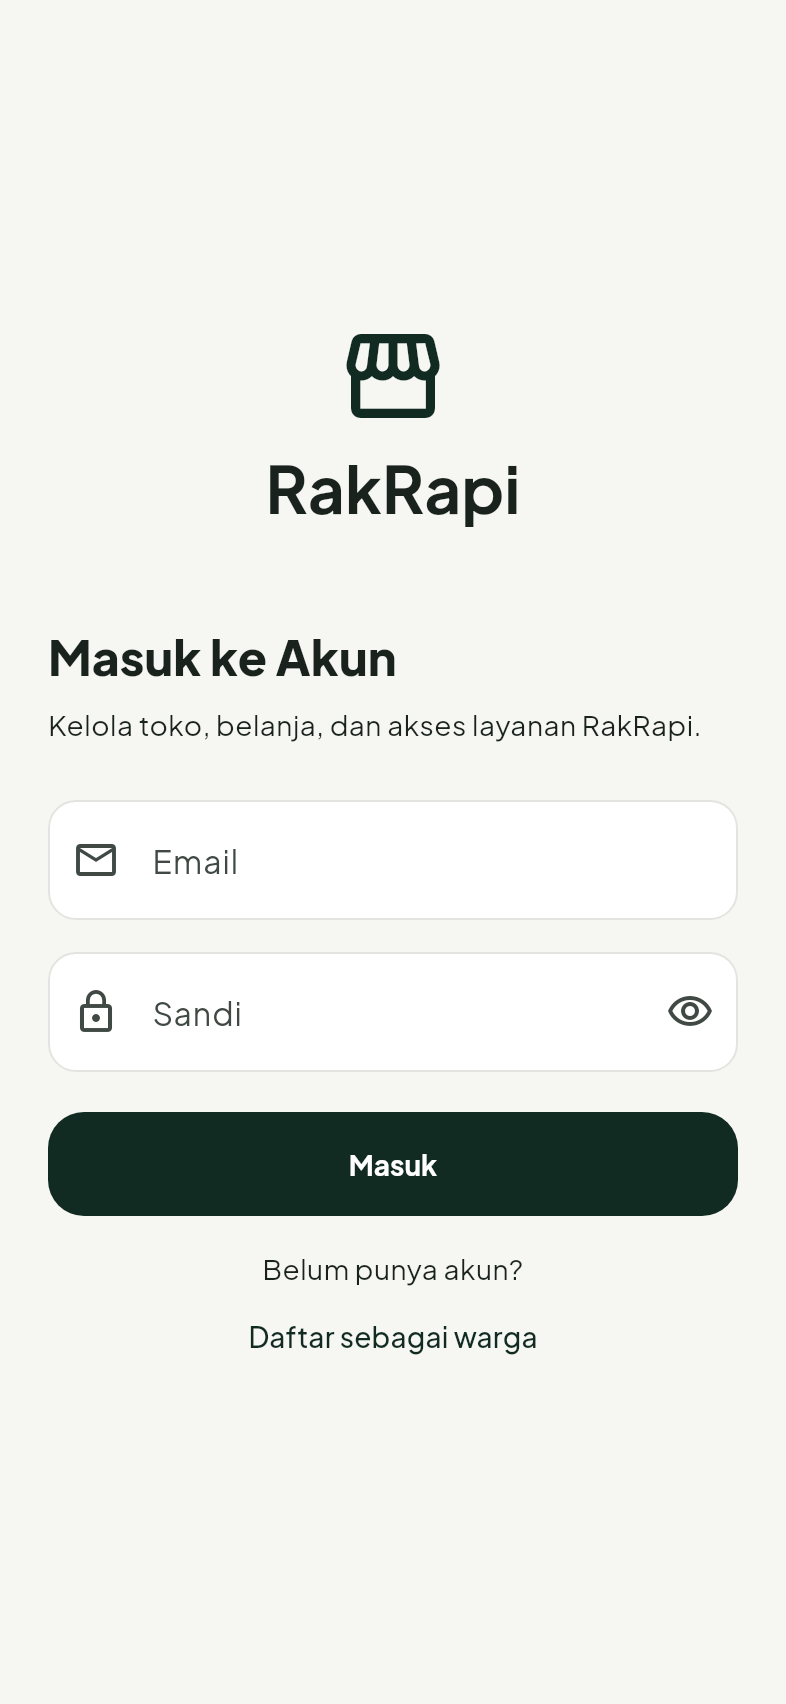 RakRapi
Masuk ke Akun
Kelola toko, belanja, dan akses layanan RakRapi.
Email
Sandi
Masuk
Belum punya akun?
Daftar sebagai warga